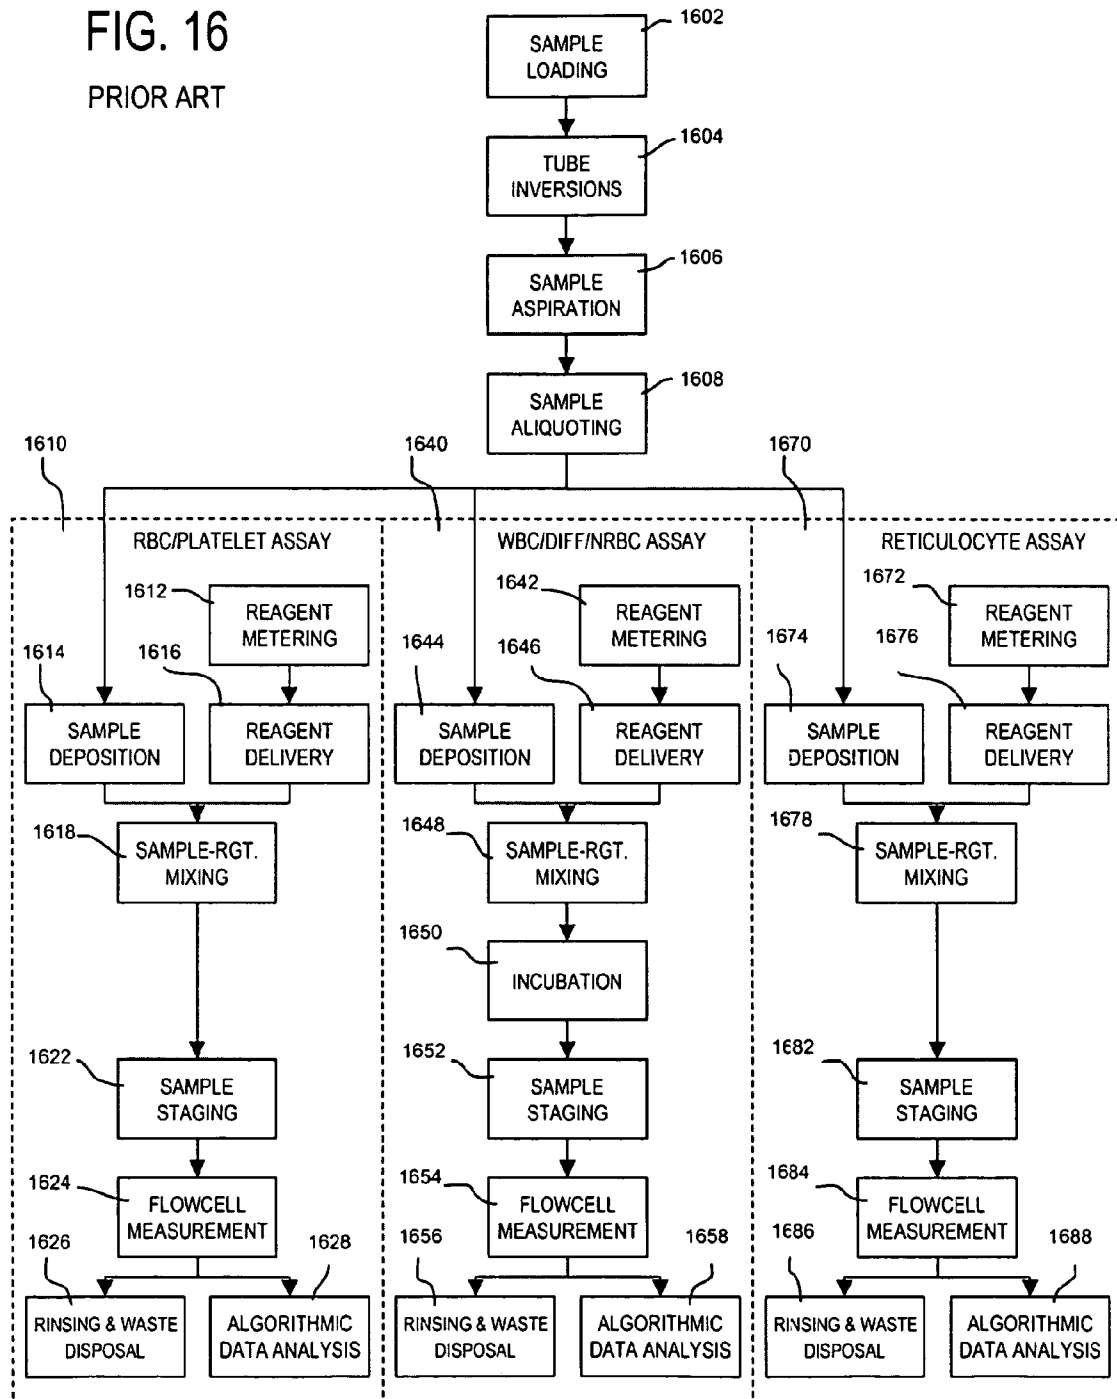 FIG. 16
PRIOR ART
1602
SAMPLE
LOADING
1604
TUBE
INVERSIONS
1606
SAMPLE
ASPIRATION
1608
SAMPLE
ALIQUOTING
1610
1640
1670
RBC/PLATELET ASSAY
1612
REAGENT
METERING
1614
SAMPLE
DEPOSITION
1616
REAGENT
DELIVERY
1618
SAMPLE-RGT.
MIXING
1622
SAMPLE
STAGING
1624
FLOWCELL
MEASUREMENT
1626
RINSING & WASTE
DISPOSAL
1628
ALGORITHMIC
DATA ANALYSIS
WBC/DIFF/NRBC ASSAY
1642
REAGENT
METERING
1644
SAMPLE
DEPOSITION
1646
REAGENT
DELIVERY
1648
SAMPLE-RGT.
MIXING
1650
INCUBATION
1652
SAMPLE
STAGING
1654
FLOWCELL
MEASUREMENT
1656
RINSING & WASTE
DISPOSAL
1658
ALGORITHMIC
DATA ANALYSIS
RETICULOCYTE ASSAY
1672
REAGENT
METERING
1674
SAMPLE
DEPOSITION
1676
REAGENT
DELIVERY
1678
SAMPLE-RGT.
MIXING
1682
SAMPLE
STAGING
1684
FLOWCELL
MEASUREMENT
1686
RINSING & WASTE
DISPOSAL
1688
ALGORITHMIC
DATA ANALYSIS